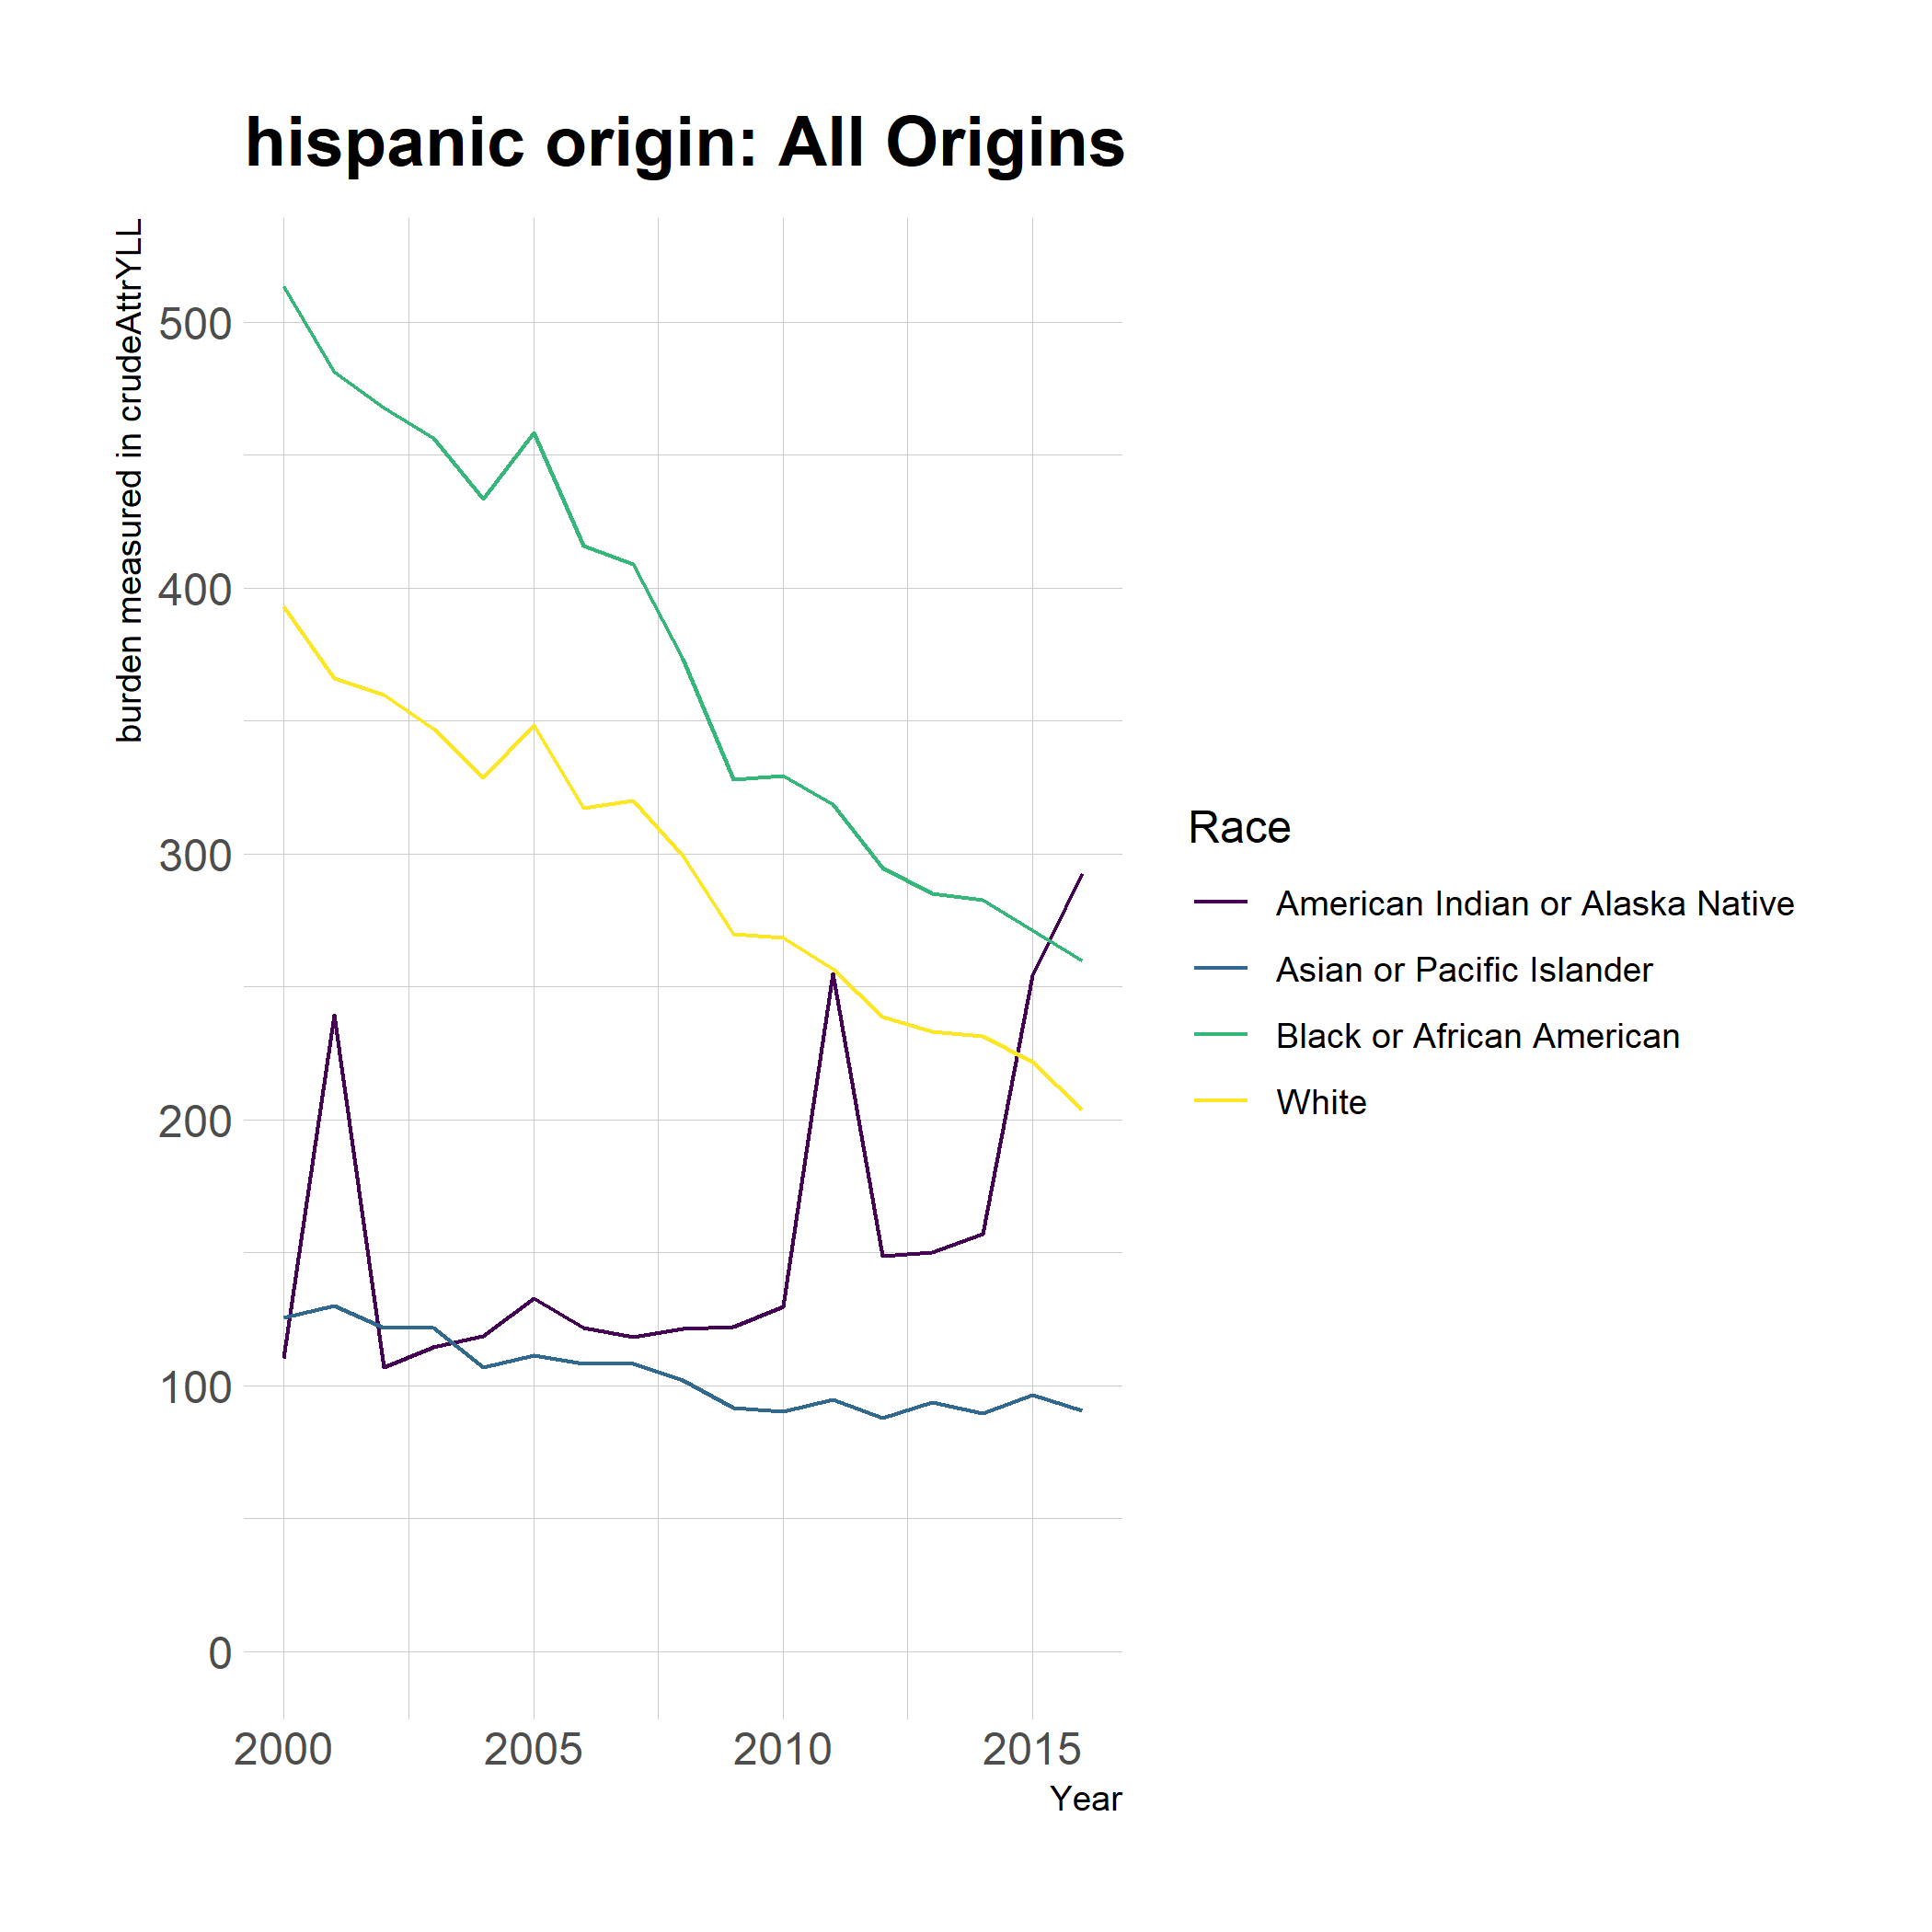 hispanic origin: All Origins
burden measured in crudeAttrYLL
500
400
300
200
100
0
2000 2005 2010 2015
Year
Race
American Indian or Alaska Native
Asian or Pacific Islander
Black or African American
White